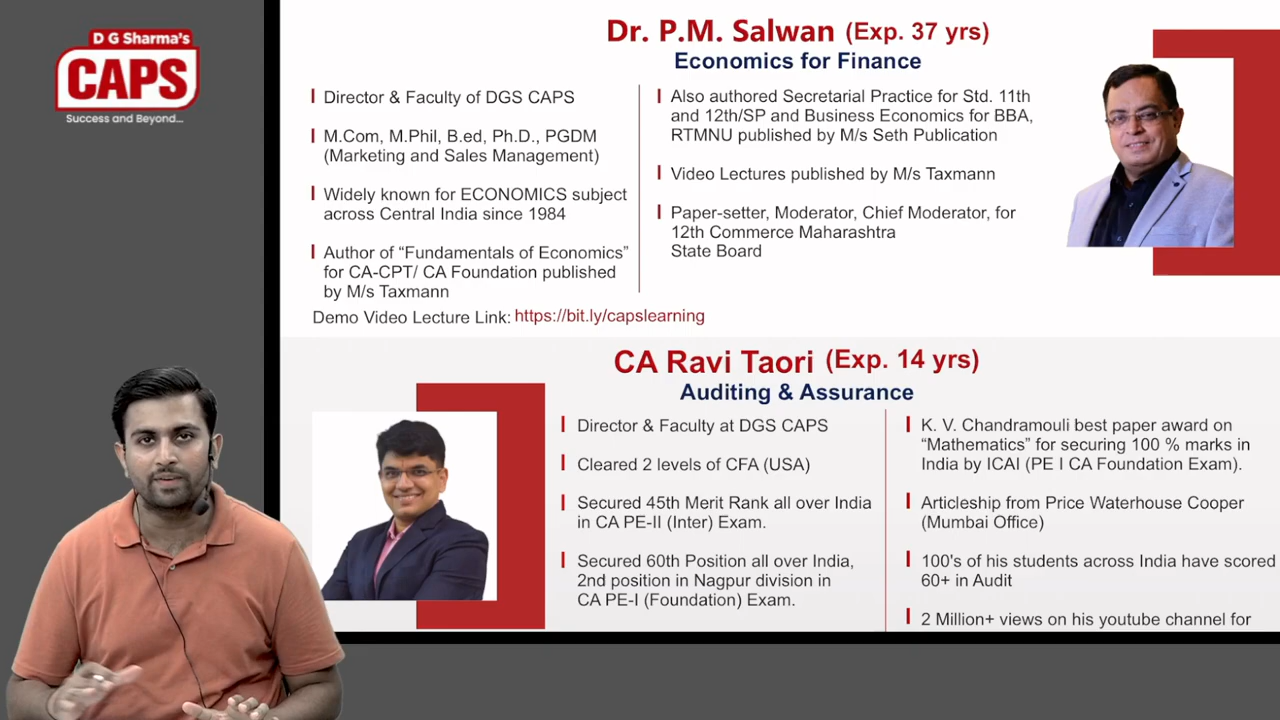 D G Sharma's
CAPS
Success and Beyond...
Dr. P.M. Salwan (Exp. 37 yrs)
Economics for Finance
Director & Faculty of DGS CAPS
M.Com, M.Phil, B.ed, Ph.D., PGDM
(Marketing and Sales Management)
Widely known for ECONOMICS subject
across Central India since 1984
Author of “Fundamentals of Economics”
for CA-CPT/ CA Foundation published
by M/s Taxmann
Also authored Secretarial Practice for Std. 11th
and 12th/SP and Business Economics for BBA,
RTMNU published by M/s Seth Publication
Video Lectures published by M/s Taxmann
Paper-setter, Moderator, Chief Moderator, for
12th Commerce Maharashtra
State Board
Demo Video Lecture Link: https://bit.ly/capslearning
CA Ravi Taori (Exp. 14 yrs)
Auditing & Assurance
Director & Faculty at DGS CAPS
Cleared 2 levels of CFA (USA)
Secured 45th Merit Rank all over India
in CA PE-II (Inter) Exam.
Secured 60th Position all over India,
2nd position in Nagpur division in
CA PE-I (Foundation) Exam.
K. V. Chandramouli best paper award on
“Mathematics” for securing 100 % marks in
India by ICAI (PE I CA Foundation Exam).
Articleship from Price Waterhouse Cooper
(Mumbai Office)
100's of his students across India have scored
60+ in Audit
2 Million+ views on his youtube channel for